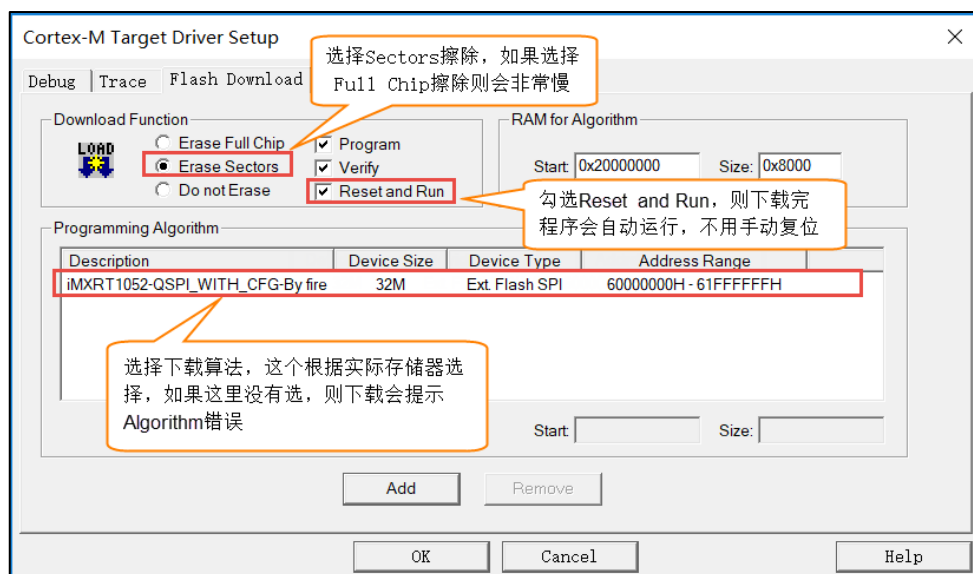 Cortex-M Target Driver Setup
选择Sectors擦除，如果选择
Full Chip擦除则会非常慢
Debug
Trace
Flash Download
Download Function
LOAD
Erase Full Chip
Erase Sectors
Do not Erase
Program
Verify
Reset and Run
RAM for Algorithm
Start: 0x20000000
Size: 0x8000
勾选Reset and Run，则下载完
程序会自动运行，不用手动复位
Programming Algorithm
Description Device Size Device Type Address Range
iMXRT1052-QSPI_WITH_CFG-By fire 32M Ext. Flash SPI 60000000H - 61FFFFFFH
选择下载算法，这个根据实际存储器选
择，如果这里没有选，则下载会提示
Algorithm错误
Start:
Size:
Add
Remove
OK
Cancel
Help